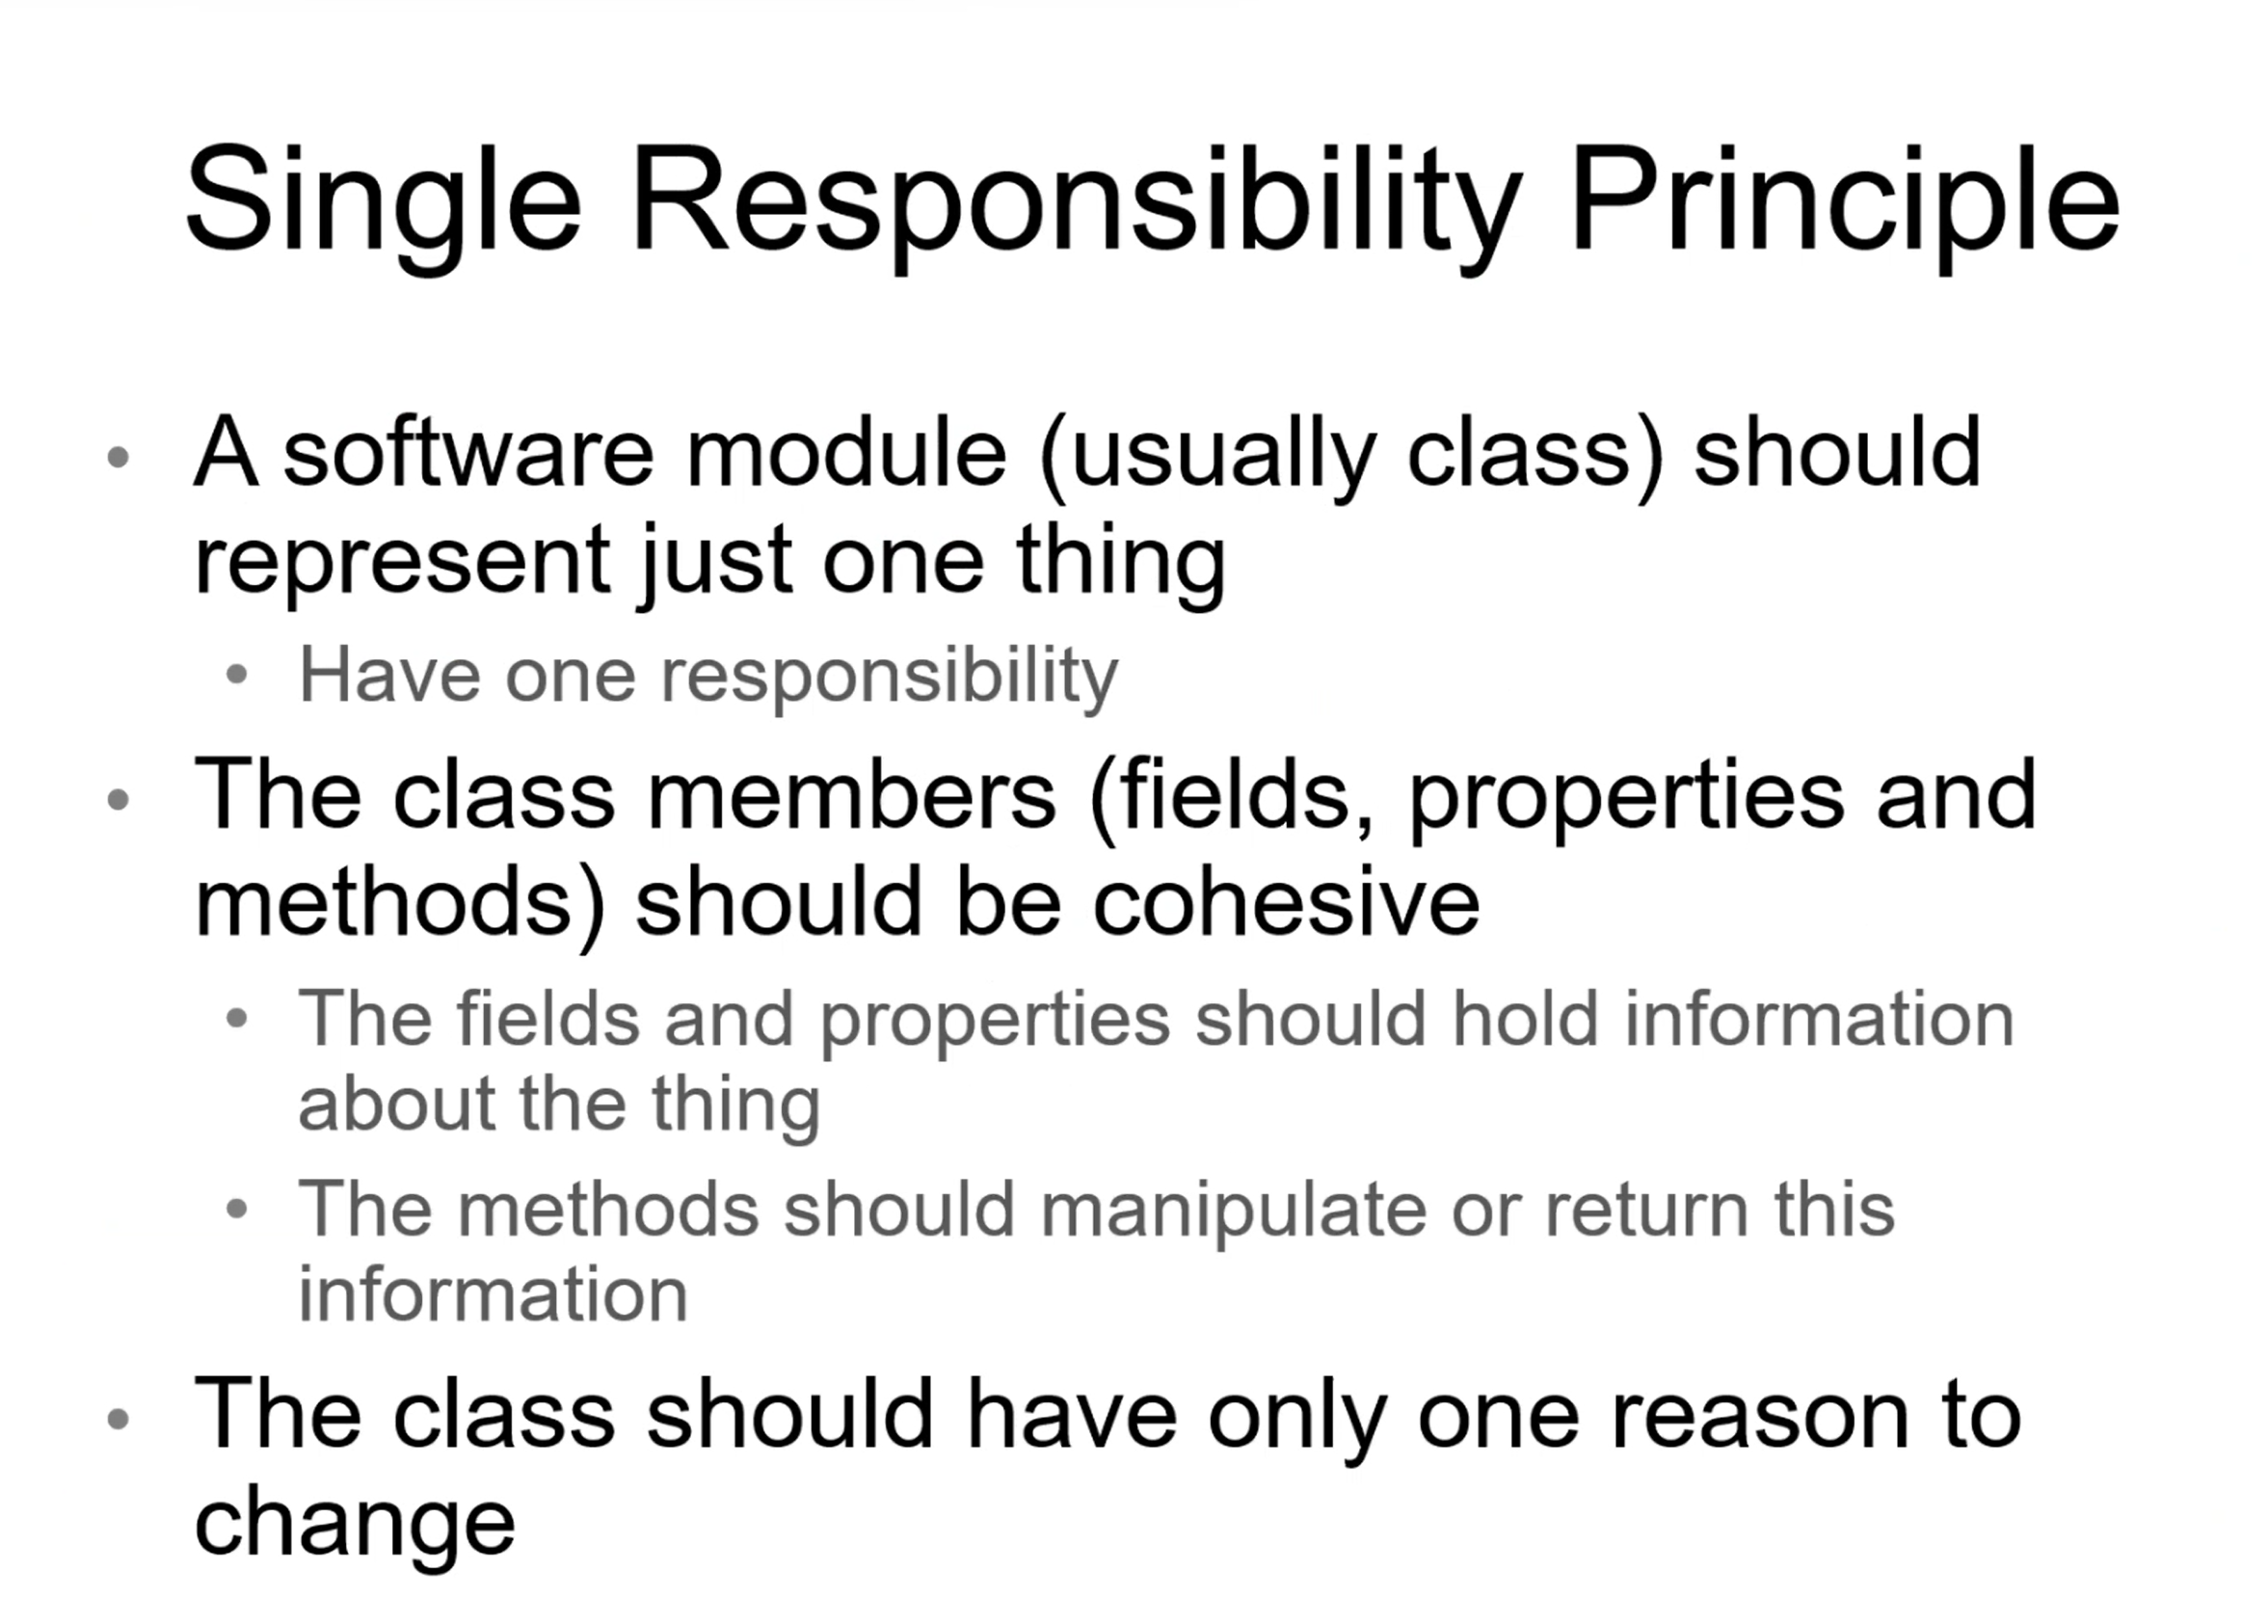 Single Responsibility Principle
• A software module (usually class) should
represent just one thing
• Have one responsibility
• The class members (fields, properties and
methods) should be cohesive
• The fields and properties should hold information
about the thing
• The methods should manipulate or return this
information
• The class should have only one reason to
change